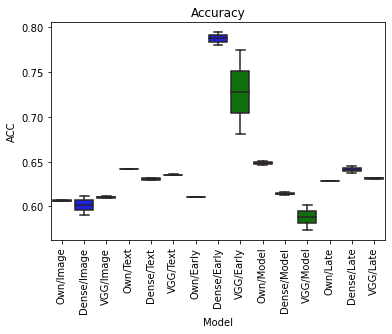 Accuracy
0.80
0.75
0.70
0.65
0.60
ACC
Own/Image
Dense/Image
VGG/Image
Own/Text
Dense/Text
VGG/Text
Own/Early
Dense/Early
VGG/Early
Own/Model
Dense/Model
VGG/Model
Own/Late
Dense/Late
VGG/Late
Model